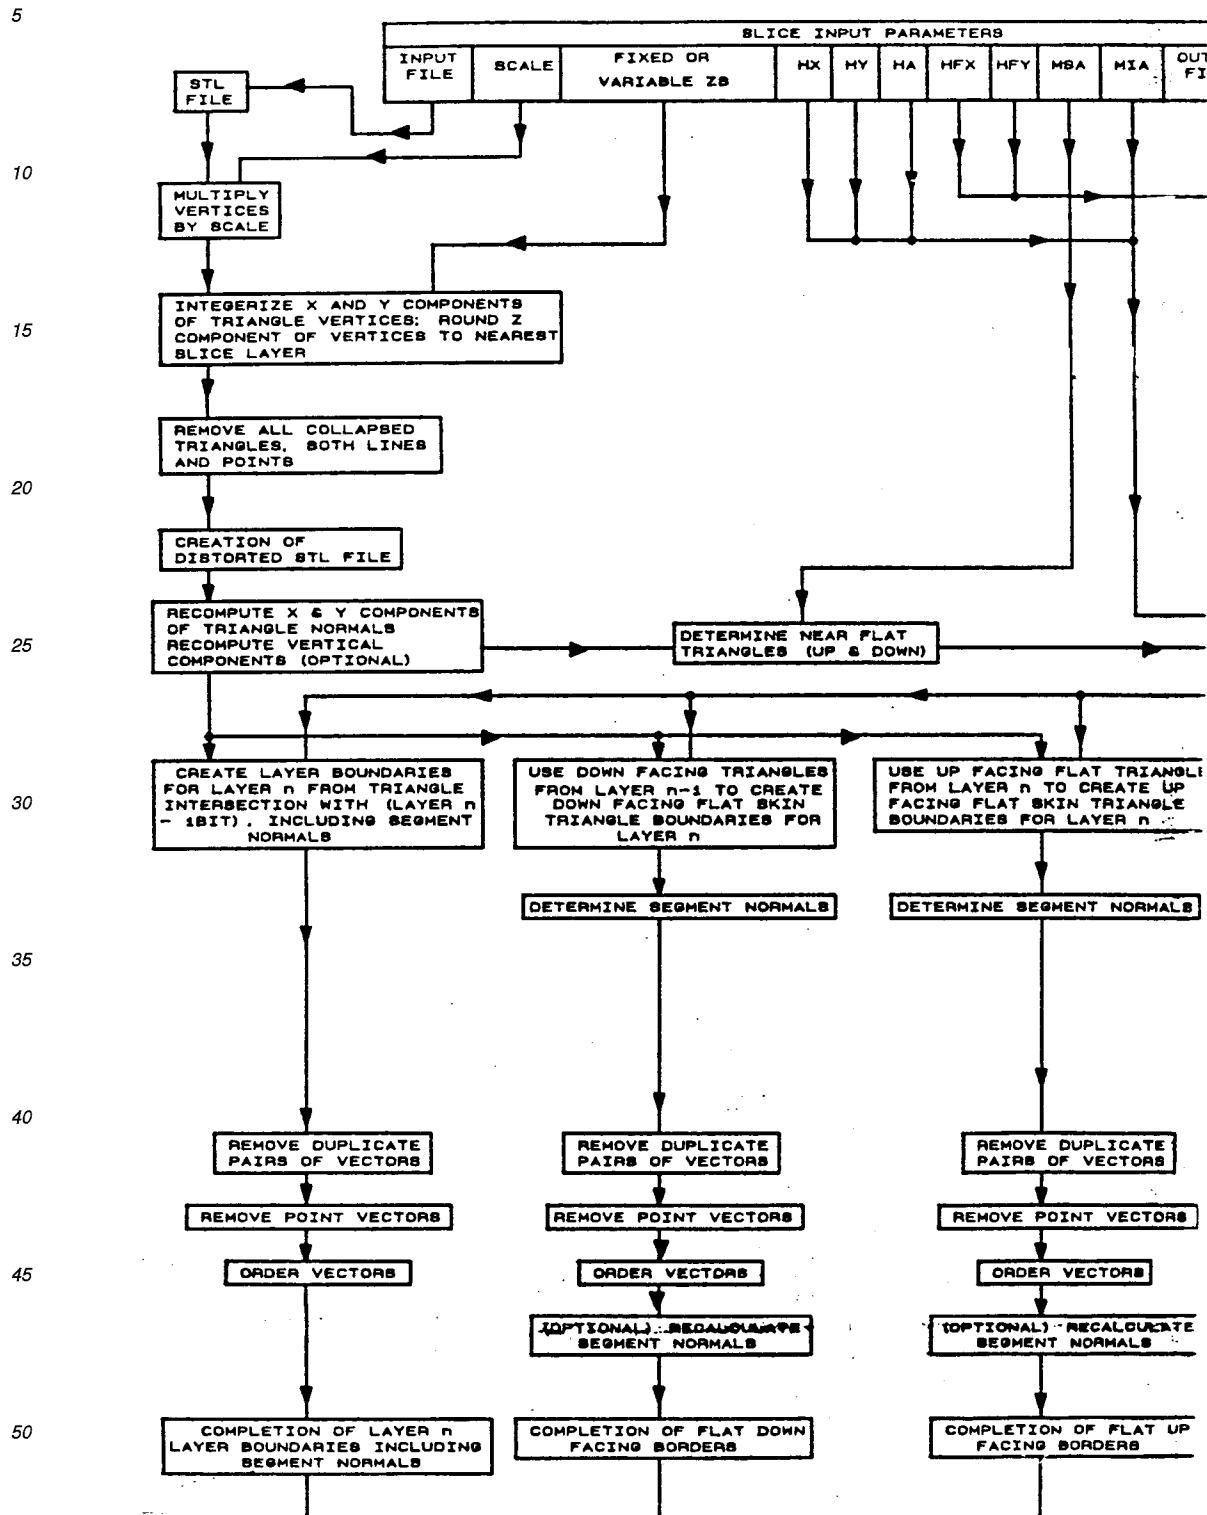 5
SLICE INPUT PARAMETERS
INPUT FILE
SCALE
FIXED OR
VARIABLE ZS
HX
HY
HA
HFX
HFY
MSA
MIA
STL
FILE
10
MULTIPLY
VERTICES
BY SCALE
15
INTEGERIZE X AND Y COMPONENTS
OF TRIANGLE VERTICES; ROUND Z
COMPONENT OF VERTICES TO NEAREST
SLICE LAYER
REMOVE ALL COLLAPSED
TRIANGLES, BOTH LINES
AND POINTS
20
CREATION OF
DISTORTED STL FILE
RECOMPUTE X & Y COMPONENTS
OF TRIANGLE NORMALS
RECOMPUTE VERTICAL
COMPONENTS (OPTIONAL)
25
DETERMINE NEAR FLAT
TRIANGLES (UP & DOWN)
CREATE LAYER BOUNDARIES
FOR LAYER n FROM TRIANGLE
INTERSECTION WITH (LAYER n
- 1BIT), INCLUDING SEGMENT
NORMALS
USE DOWN FACING TRIANGLES
FROM LAYER n-1 TO CREATE
DOWN FACING FLAT SKIN
TRIANGLE BOUNDARIES FOR
LAYER n
USE UP FACING FLAT
FROM LAYER n TO CREATE UP
FACING FLAT SKIN TRIANGLE
BOUNDARIES FOR LAYER n
30
DETERMINE SEGMENT NORMALS
DETERMINE SEGMENT NORMALS
35
40
REMOVE DUPLICATE
PAIRS OF VECTORS
REMOVE DUPLICATE
PAIRS OF VECTORS
REMOVE DUPLICATE
PAIRS OF VECTORS
REMOVE POINT VECTORS
REMOVE POINT VECTORS
REMOVE POINT VECTORS
45
ORDER VECTORS
ORDER VECTORS
ORDER VECTORS
(OPTIONAL) RECALCULATE
SEGMENT NORMALS
(OPTIONAL) RECALCULATE
SEGMENT NORMALS
50
COMPLETION OF LAYER n
LAYER BOUNDARIES INCLUDING
SEGMENT NORMALS
COMPLETION OF FLAT DOWN
FACING BORDERS
COMPLETION OF FLAT UP
FACING BORDERS